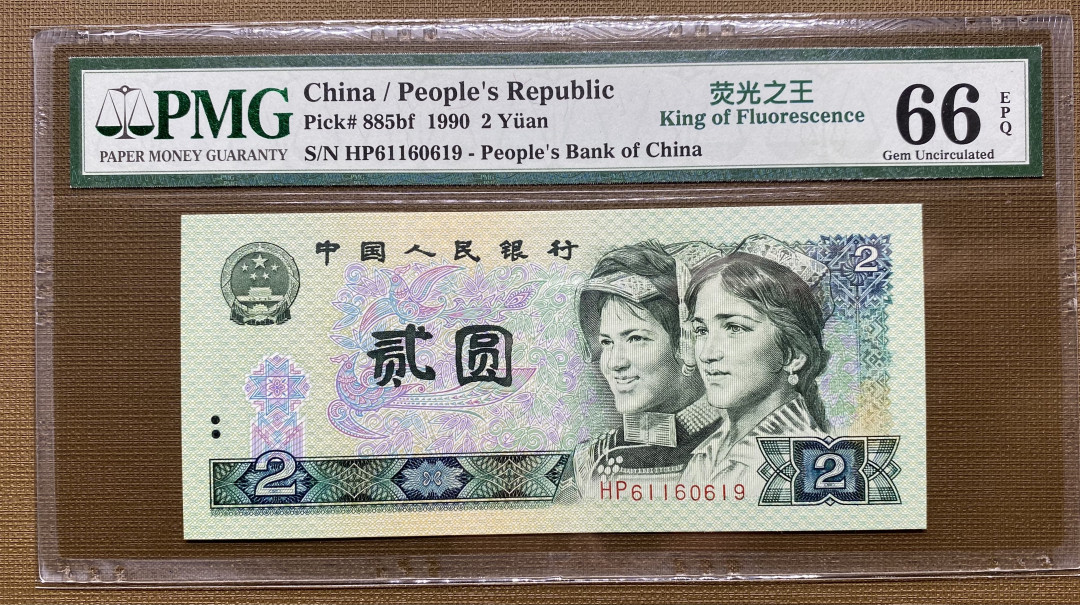 PMG
PAPER MONEY GUARANTY
China / People's Republic
Pick# 885bf 1990 2 Yüan
S/N HP61160619 - People's Bank of China
荧光之王
King of Fluorescence
66
Gem Uncirculated
EPQ
中国人民银行
2
贰圆
2
HP61160619
2